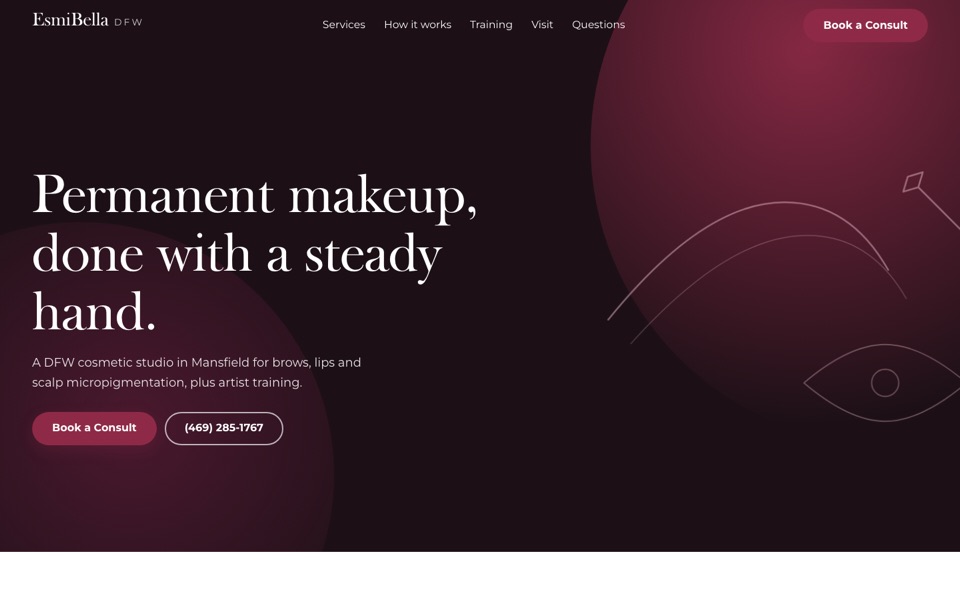 EsmiBella DFW
Services How it works Training Visit Questions
Book a Consult
Permanent makeup,
done with a steady
hand.
A DFW cosmetic studio in Mansfield for brows, lips and
scalp micropigmentation, plus artist training.
Book a Consult
(469) 285-1767